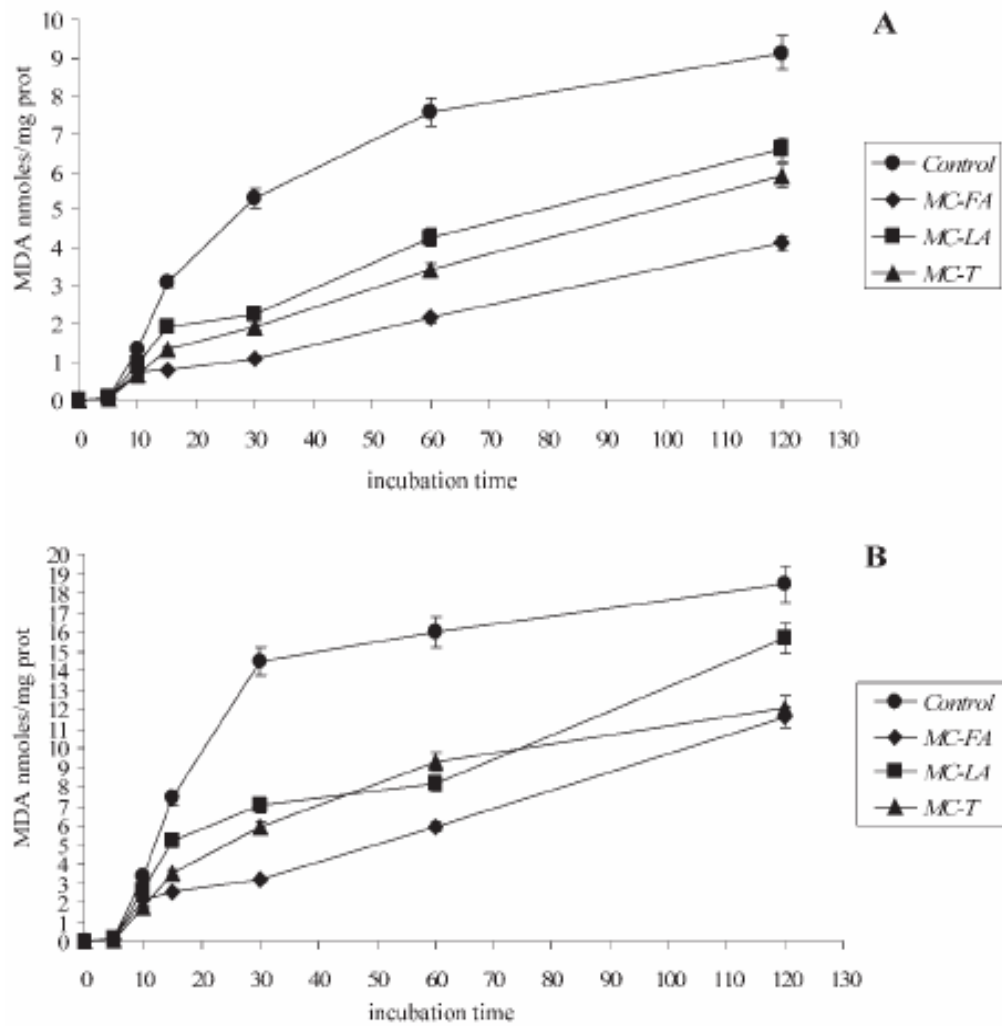 A
10
9
8
7
6
5
4
3
2
1
0
MDA nmoles/mg prot
0 10 20 30 40 50 60 70 80 90 100 110 120 130
incubation time
Control
MC-FA
MC-LA
MC-T
B
20
19
18
17
16
15
14
13
12
11
10
9
8
7
6
5
4
3
2
1
0
MDA nmoles/mg prot
0 10 20 30 40 50 60 70 80 90 100 110 120 130
incubation time
Control
MC-FA
MC-LA
MC-T